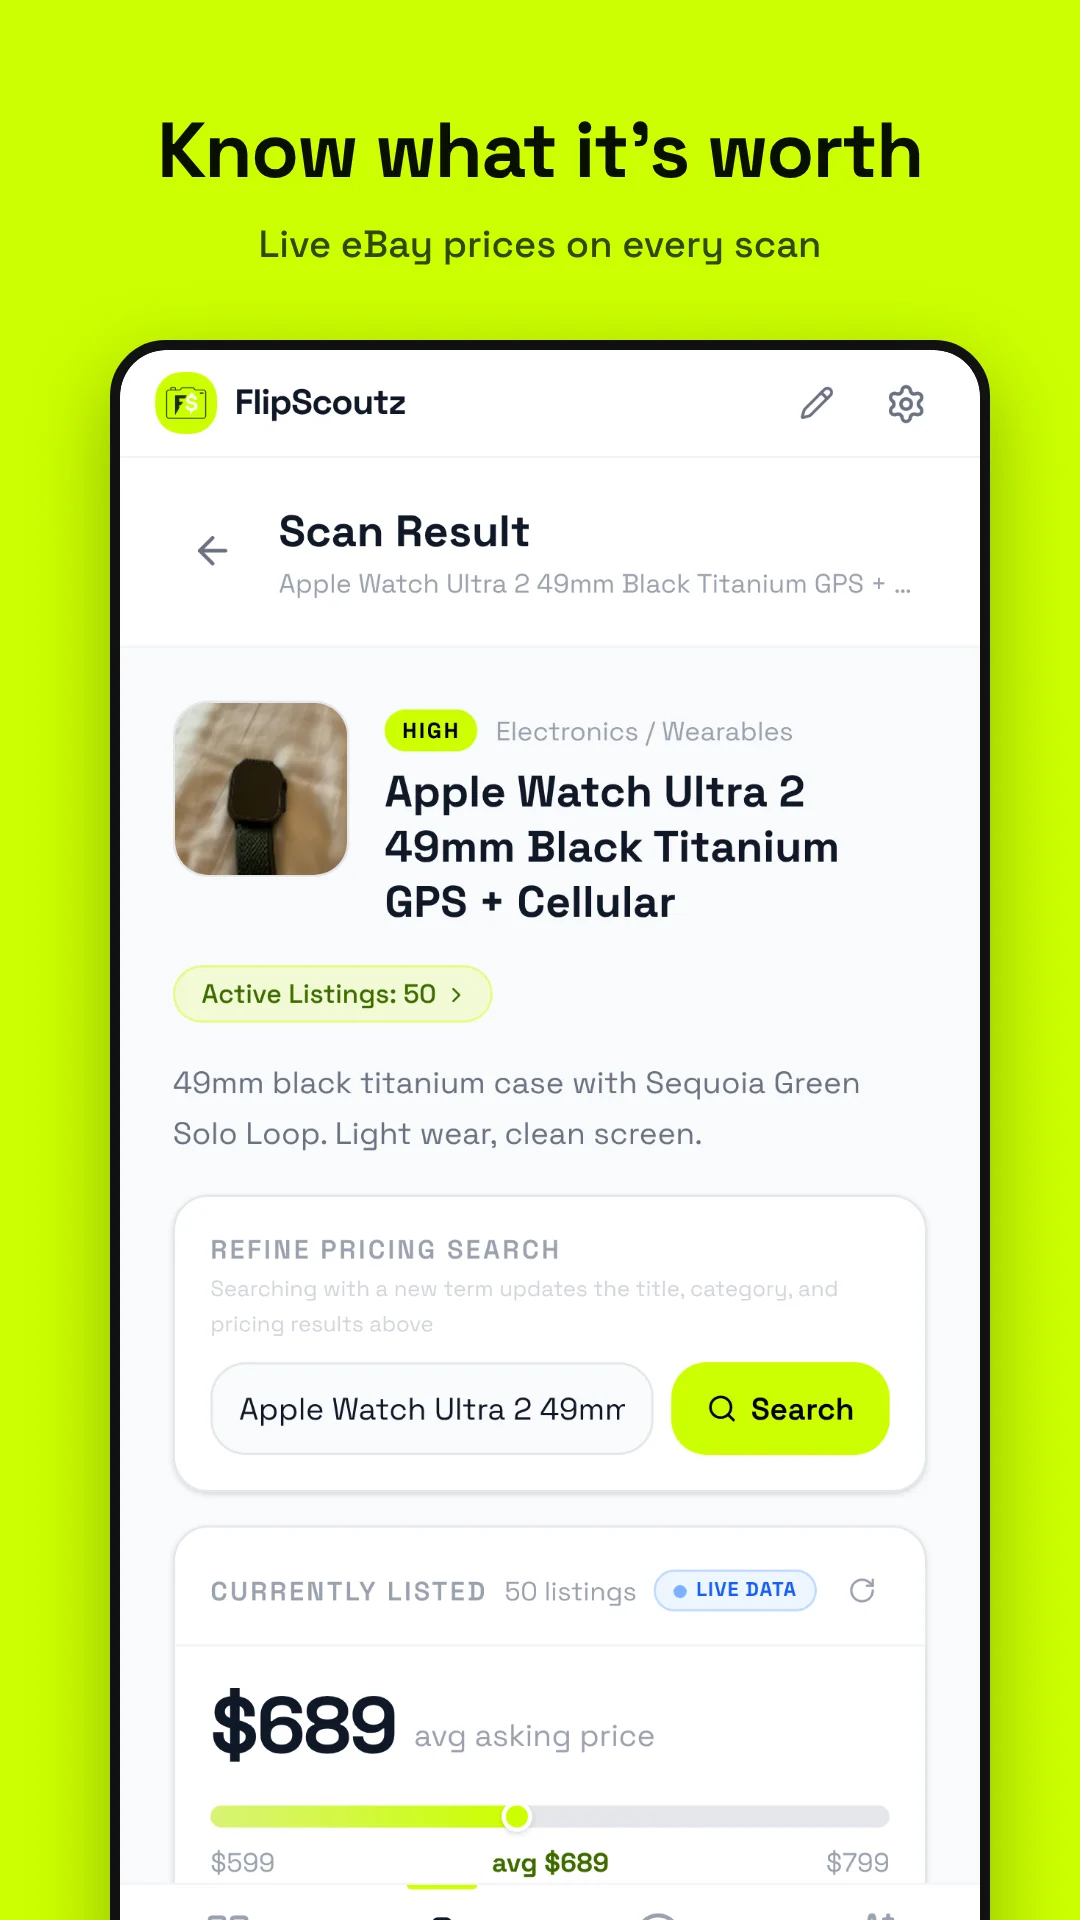 Know what it's worth
Live eBay prices on every scan
F$ FlipScoutz
Scan Result
Apple Watch Ultra 2 49mm Black Titanium GPS + ...
HIGH Electronics / Wearables
Apple Watch Ultra 2
49mm Black Titanium
GPS + Cellular
Active Listings: 50 >
49mm black titanium case with Sequoia Green
Solo Loop. Light wear, clean screen.
REFINE PRICING SEARCH
Searching with a new term updates the title, category, and
pricing results above
Apple Watch Ultra 2 49mm
Search
CURRENTLY LISTED 50 listings LIVE DATA
$689 avg asking price
$599 avg $689 $799